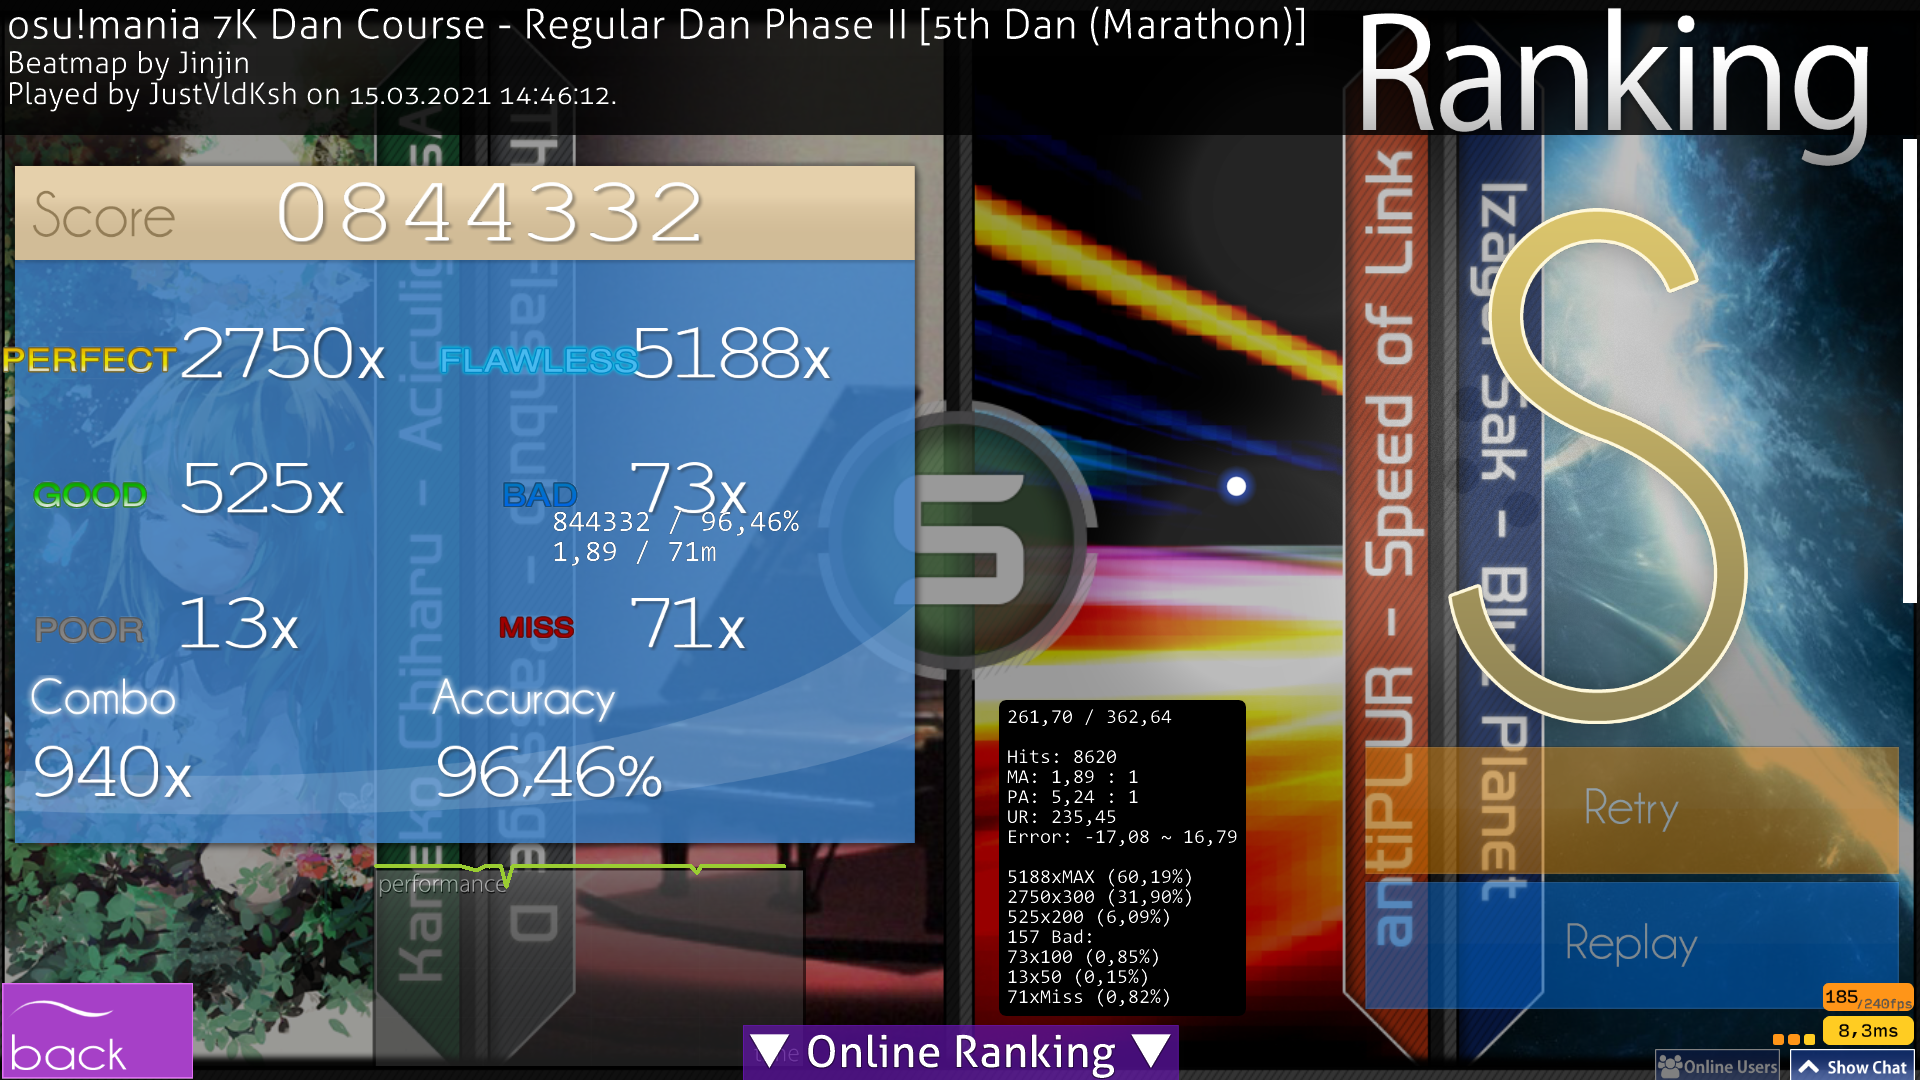 osu!mania 7K Dan Course - Regular Dan Phase II [5th Dan (Marathon)]
Beatmap by Jinjin
Played by JustVldKsh on 15.03.2021 14:46:12.
Ranking
Score 0844332
PERFECT 2750x FLAWLESS 5188x
GOOD 525x BAD 73x
844332 / 96,46%
1,89 / 71m
POOR 13x MISS 71x
Combo Accuracy
940x 96,46%
performance
Kaneko Chiharu - Aciculig
antiPLUR - Speed of Link
Blue Planet
261,70 / 362,64
Hits: 8620
MA: 1,89 : 1
PA: 5,24 : 1
UR: 235,45
Error: -17,08 ~ 16,79
5188xMAX (60,19%)
2750x300 (31,90%)
525x200 (6,09%)
157 Bad:
73x100 (0,85%)
13x50 (0,15%)
71xMiss (0,82%)
S
Retry
Replay
back
▼ Online Ranking ▼
185/240fps
8,3ms
Online Users
Show Chat